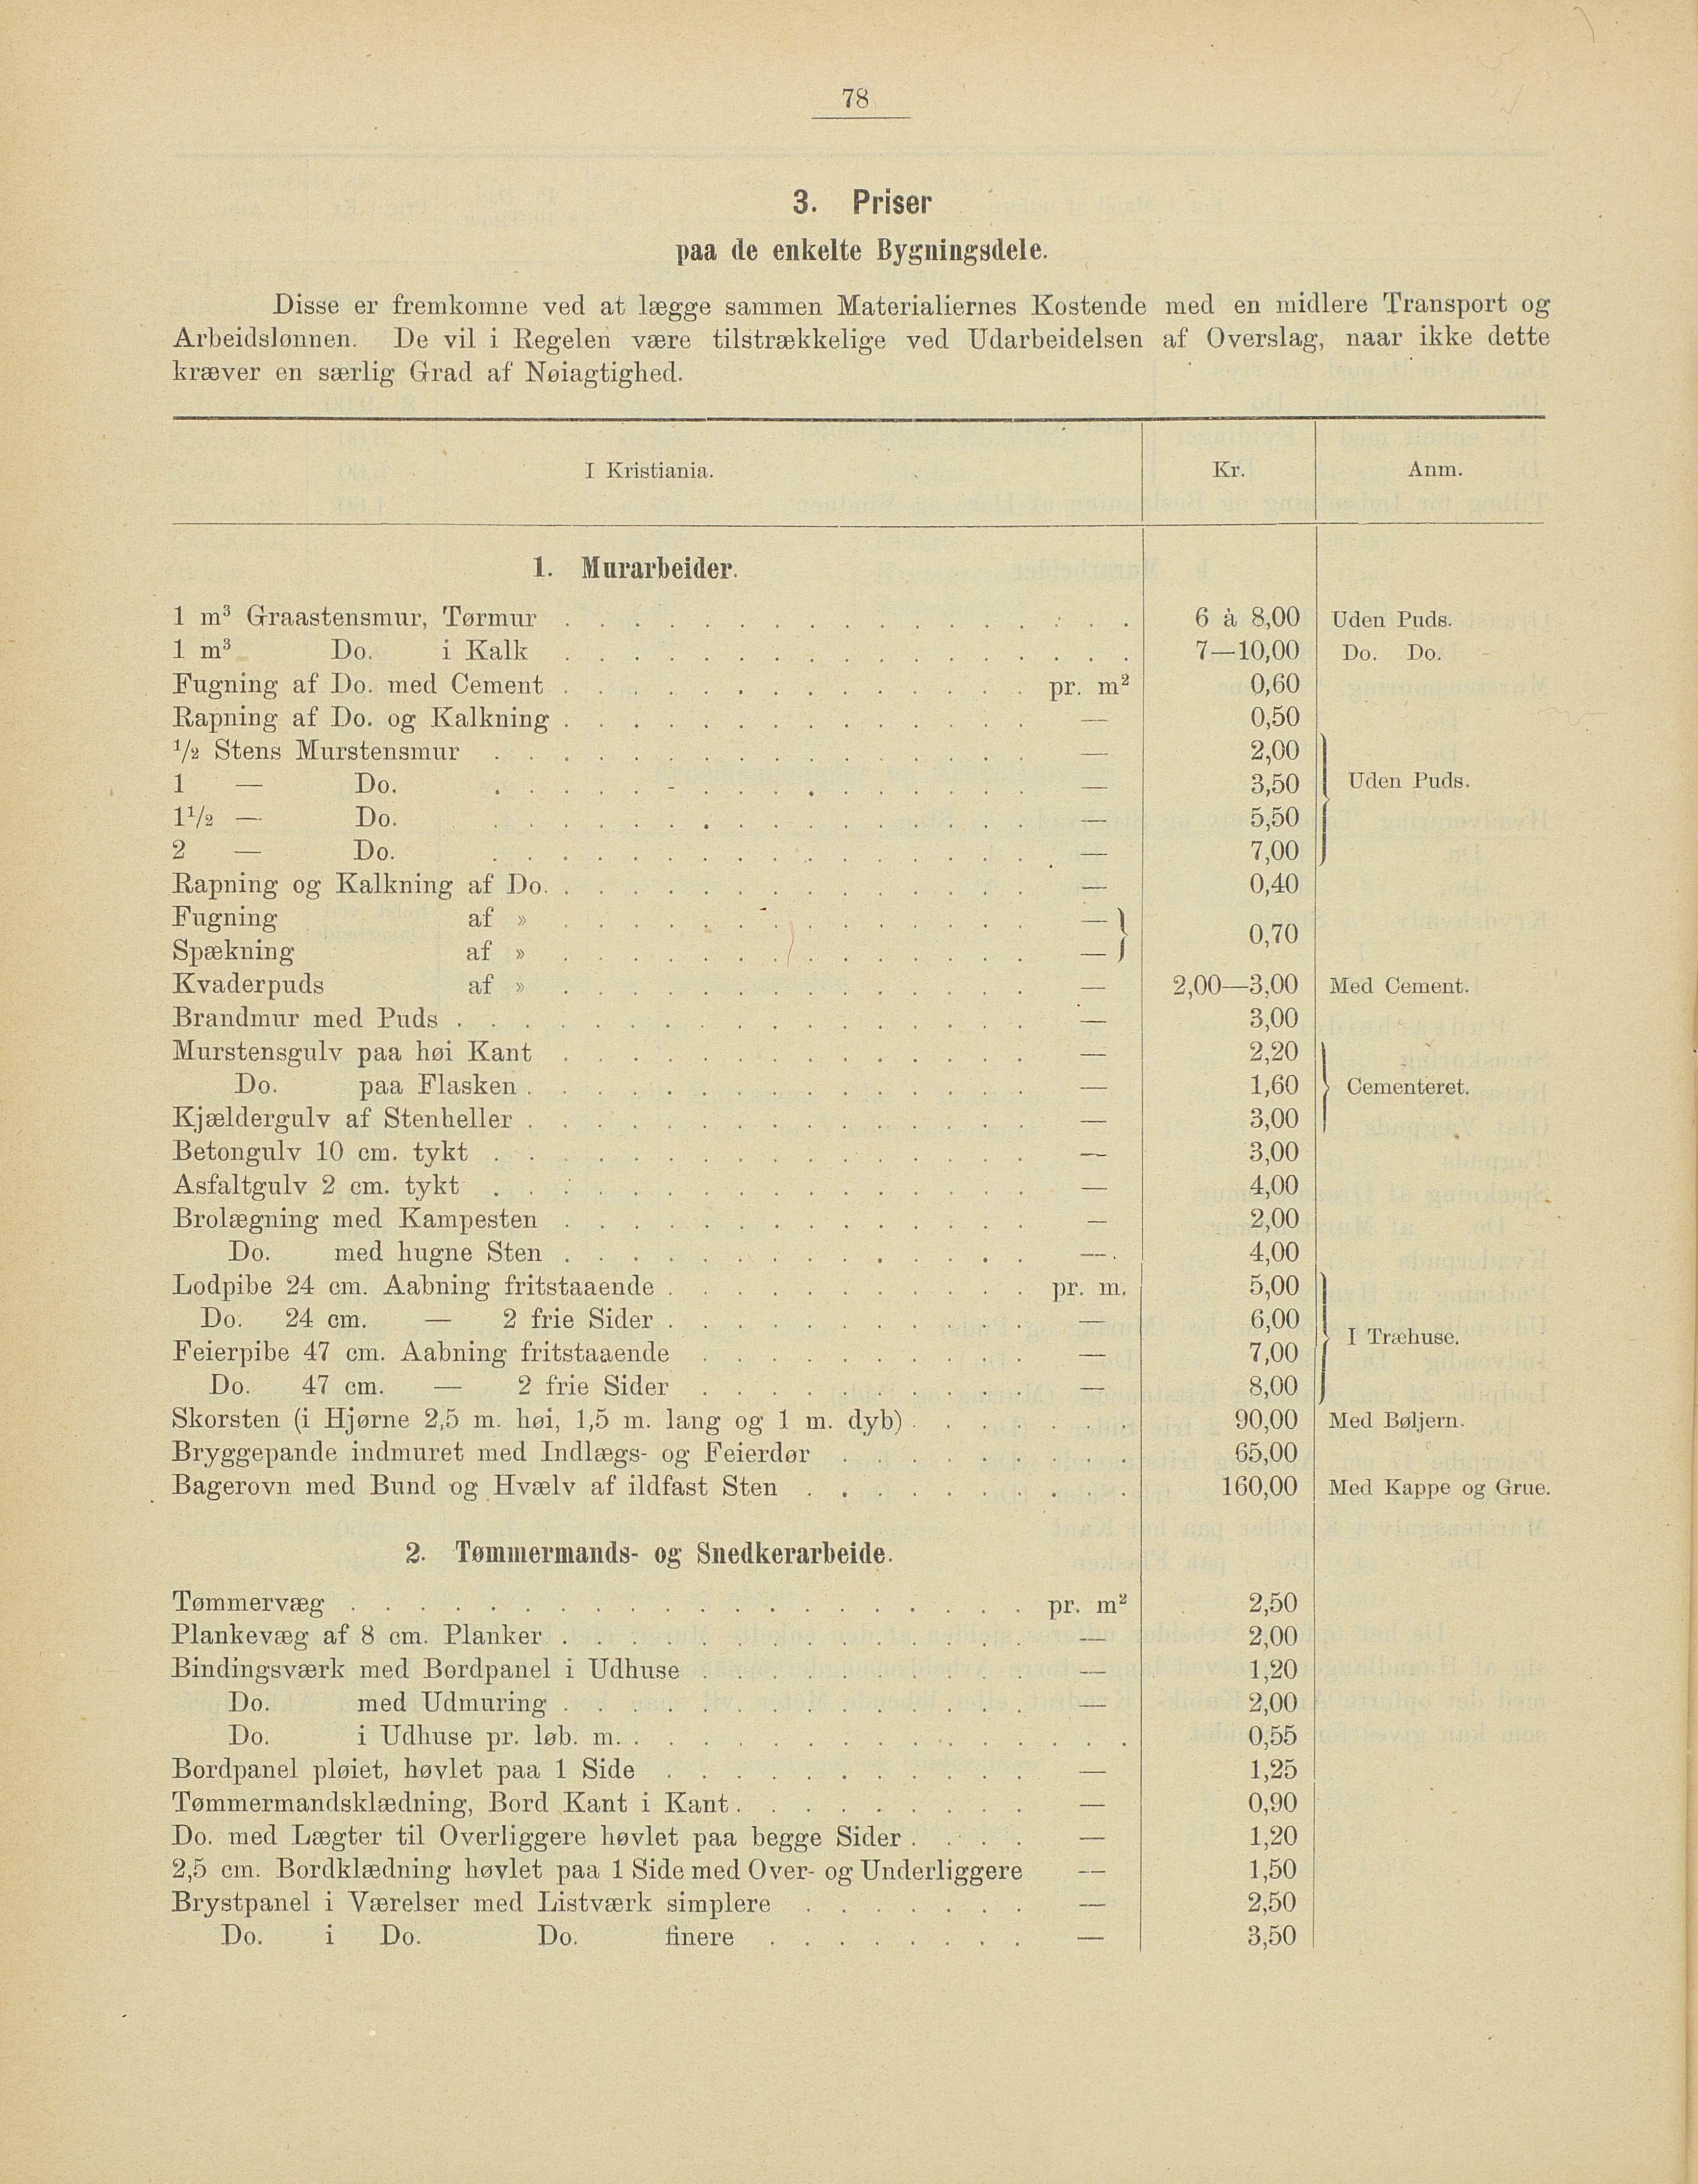 78
3. Priser
paa de enkelte Bygningsdele.
Disse er fremkomne ved at lægge sammen Materialiernes Kostende med en midlere Transport og
Arbeidslønnen. De vil i Regelen være tilstrækkelige ved Udarbeidelsen af Overslag, naar ikke dette
kræver en særlig Grad af Nøiagtighed.
I Kristiania. Kr. Anm.
1. Murarbeider.
1 m³ Graastensmur, Tørmur . . . . . 6 à 8,00 Uden Puds.
1 m³ Do. i Kalk . . . . . 7—10,00 Do. Do.
Fugning af Do. med Cement . . . . . pr. m² 0,60
Rapning af Do. og Kalkning . . . . . — 0,50
½ Stens Murstensmur . . . . . — 2,00
1 — Do. . . . . . — 3,50 Uden Puds.
1½ — Do. . . . . . — 5,50
2 — Do. . . . . . — 7,00
Rapning og Kalkning af Do. . . . . . — 0,40
Fugning af » . . . . . —
0,70
Spækning af » . . . . . —
Kvaderpuds af » . . . . . — 2,00—3,00 Med Cement.
Brandmur med Puds . . . . . — 3,00
Murstensgulv paa høi Kant . . . . . — 2,20
Do. paa Flasken . . . . . — 1,60 Cementeret.
Kjældergulv af Stenheller . . . . . — 3,00
Betongulv 10 cm. tykt . . . . . — 3,00
Asfaltgulv 2 cm. tykt . . . . . — 4,00
Brolægning med Kampesten . . . . . — 2,00
Do. med hugne Sten . . . . . — 4,00
Lodpibe 24 cm. Aabning fritstaaende . . . . . pr. m. 5,00
Do. 24 cm. — 2 frie Sider . . . . . — 6,00
I Træhuse.
Feierpibe 47 cm. Aabning fritstaaende . . . . . — 7,00
Do. 47 cm. — 2 frie Sider . . . . . — 8,00
Skorsten (i Hjørne 2,5 m. høi, 1,5 m. lang og 1 m. dyb) . . . . . 90,00 Med Bøljern.
Bryggepande indmuret med Indlægs- og Feierdør . . . . . 65,00
Bagerovn med Bund og Hvælv af ildfast Sten . . . . . 160,00 Med Kappe og Grue.
2. Tømmermands- og Snedkerarbeide.
Tømmervæg . . . . . pr. m² 2,50
Plankevæg af 8 cm. Planker . . . . . — 2,00
Bindingsværk med Bordpanel i Udhuse . . . . . — 1,20
Do. med Udmuring . . . . . — 2,00
Do. i Udhuse pr. løb. m. . . . . . 0,55
Bordpanel pløiet, høvlet paa 1 Side . . . . . — 1,25
Tømmermandsklædning, Bord Kant i Kant . . . . . — 0,90
Do. med Lægter til Overliggere høvlet paa begge Sider . . . . — 1,20
2,5 cm. Bordklædning høvlet paa 1 Side med Over- og Underliggere — 1,50
Brystpanel i Værelser med Listværk simplere . . . . . — 2,50
Do. i Do. Do. finere . . . . . — 3,50